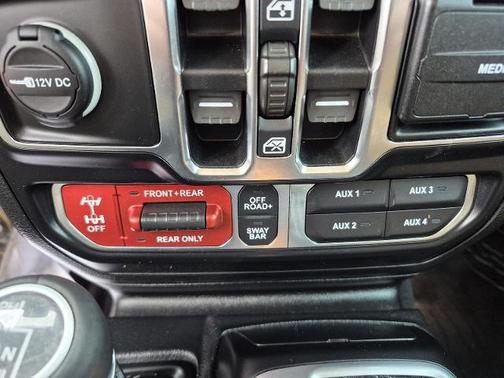 12V DC
MEDI
FRONT+REAR
OFF
REAR ONLY
OFF
ROAD+
SWAY
BAR
AUX 1
AUX 3
AUX 2
AUX 4
N